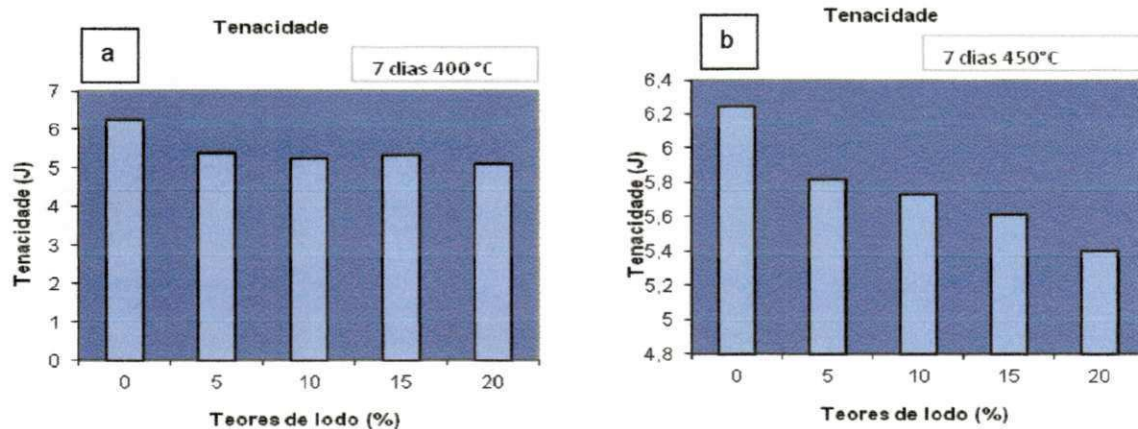 a
Tenacidade
7 dias 400 °C
7
6
5
4
3
2
1
0
Tenacidade (J)
0 5 10 15 20
Teores de lodo (%)
b
Tenacidade
7 dias 450°C
6,4
6,2
6
5,8
5,6
5,4
5,2
5
4,8
Tenacidade (J)
0 5 10 15 20
Teores de lodo (%)